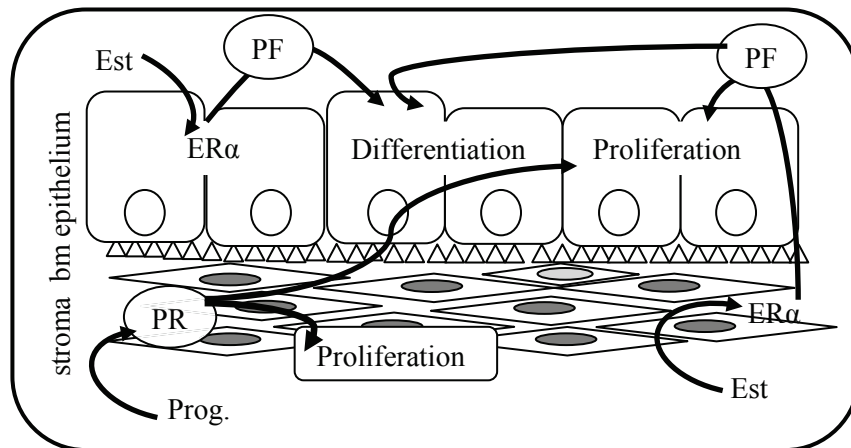 Est
PF
PF
ERα
Differentiation
Proliferation
stroma bm epithelium
PR
ERα
Proliferation
Est
Prog.